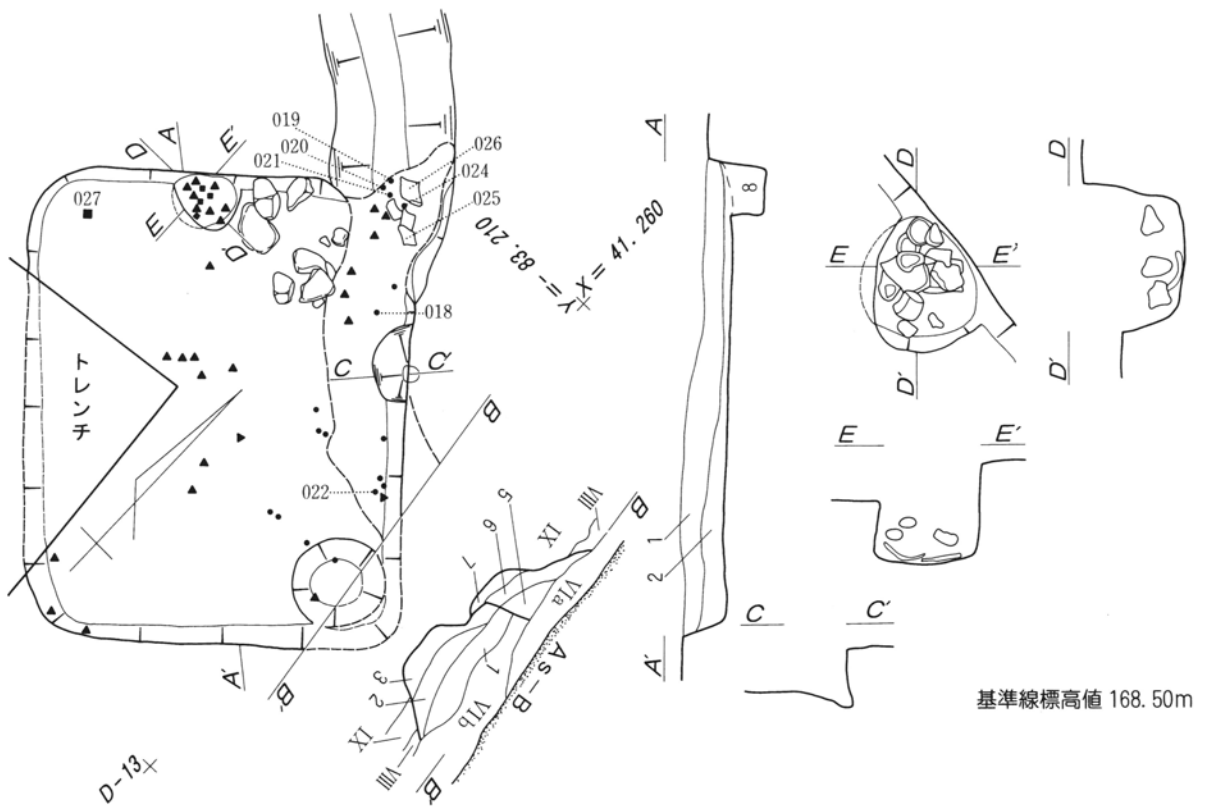 019
020
021
026
024
025
027
018
022
A
D
E'
E
D'
C
C'
B
B'
A'
Y=-83.210
X=41.260
トレンチ
D-13
B
VIII
IX
5
6
7
VIa
As-B
1
3
2
VIb
IX
VIII
B'
A
8
1
2
A'
D
E
E'
D'
D
D'
E
E'
C
C'
基準線標高値 168.50m